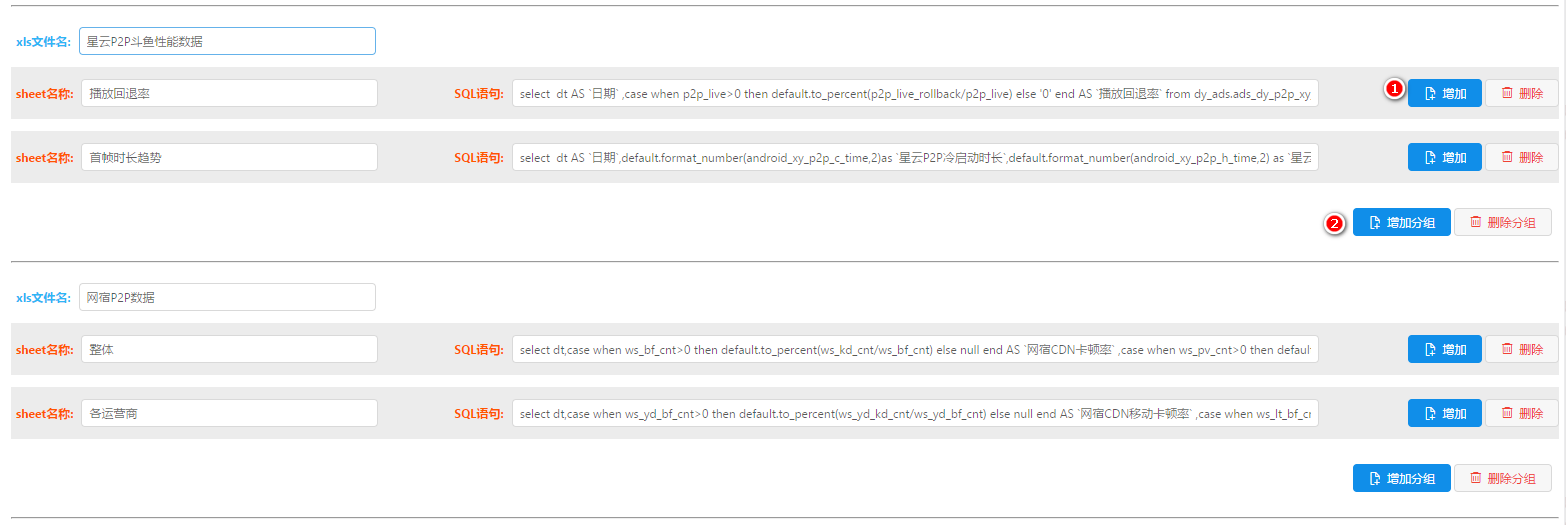 xls文件名: 星云P2P斗鱼性能数据
sheet名称: 播放回退率 SQL语句: select dt AS `日期` ,case when p2p_live>0 then default.to_percent(p2p_live_rollback/p2p_live) else '0' end AS `播放回退率` from dy_ads.ads_dy_p2p_xy_ 1 增加 删除
sheet名称: 首帧时长趋势 SQL语句: select dt AS `日期`,default.format_number(android_xy_p2p_c_time,2)as `星云P2P冷启动时长`,default.format_number(android_xy_p2p_h_time,2) as `星云 增加 删除
2 增加分组 删除分组
xls文件名: 网宿P2P数据
sheet名称: 整体 SQL语句: select dt,case when ws_bf_cnt>0 then default.to_percent(ws_kd_cnt/ws_bf_cnt) else null end AS `网宿CDN卡顿率` ,case when ws_pv_cnt>0 then defaul 增加 删除
sheet名称: 各运营商 SQL语句: select dt,case when ws_yd_bf_cnt>0 then default.to_percent(ws_yd_kd_cnt/ws_yd_bf_cnt) else null end AS `网宿CDN移动卡顿率` ,case when ws_lt_bf_cn 增加 删除
增加分组 删除分组